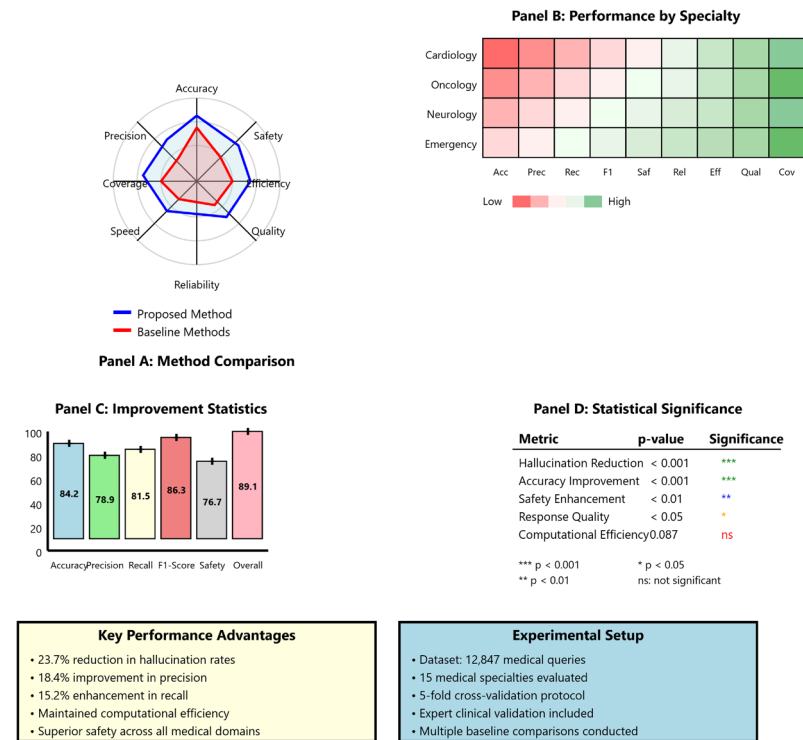 Panel B: Performance by Specialty
Cardiology
Oncology
Neurology
Emergency
Acc Prec Rec F1 Saf Rel Eff Qual Cov
Low High
Accuracy
Precision Safety
Coverage Efficiency
Speed Quality
Reliability
Proposed Method
Baseline Methods
Panel A: Method Comparison
Panel C: Improvement Statistics
100
80
60
40
20
0
84.2 78.9 81.5 86.3 76.7 89.1
Accuracy Precision Recall F1-Score Safety Overall
Panel D: Statistical Significance
Metric p-value Significance
Hallucination Reduction < 0.001 ***
Accuracy Improvement < 0.001 ***
Safety Enhancement < 0.01 **
Response Quality < 0.05 *
Computational Efficiency 0.087 ns
*** p < 0.001 * p < 0.05
** p < 0.01 ns: not significant
Key Performance Advantages
• 23.7% reduction in hallucination rates
• 18.4% improvement in precision
• 15.2% enhancement in recall
• Maintained computational efficiency
• Superior safety across all medical domains
Experimental Setup
• Dataset: 12,847 medical queries
• 15 medical specialties evaluated
• 5-fold cross-validation protocol
• Expert clinical validation included
• Multiple baseline comparisons conducted